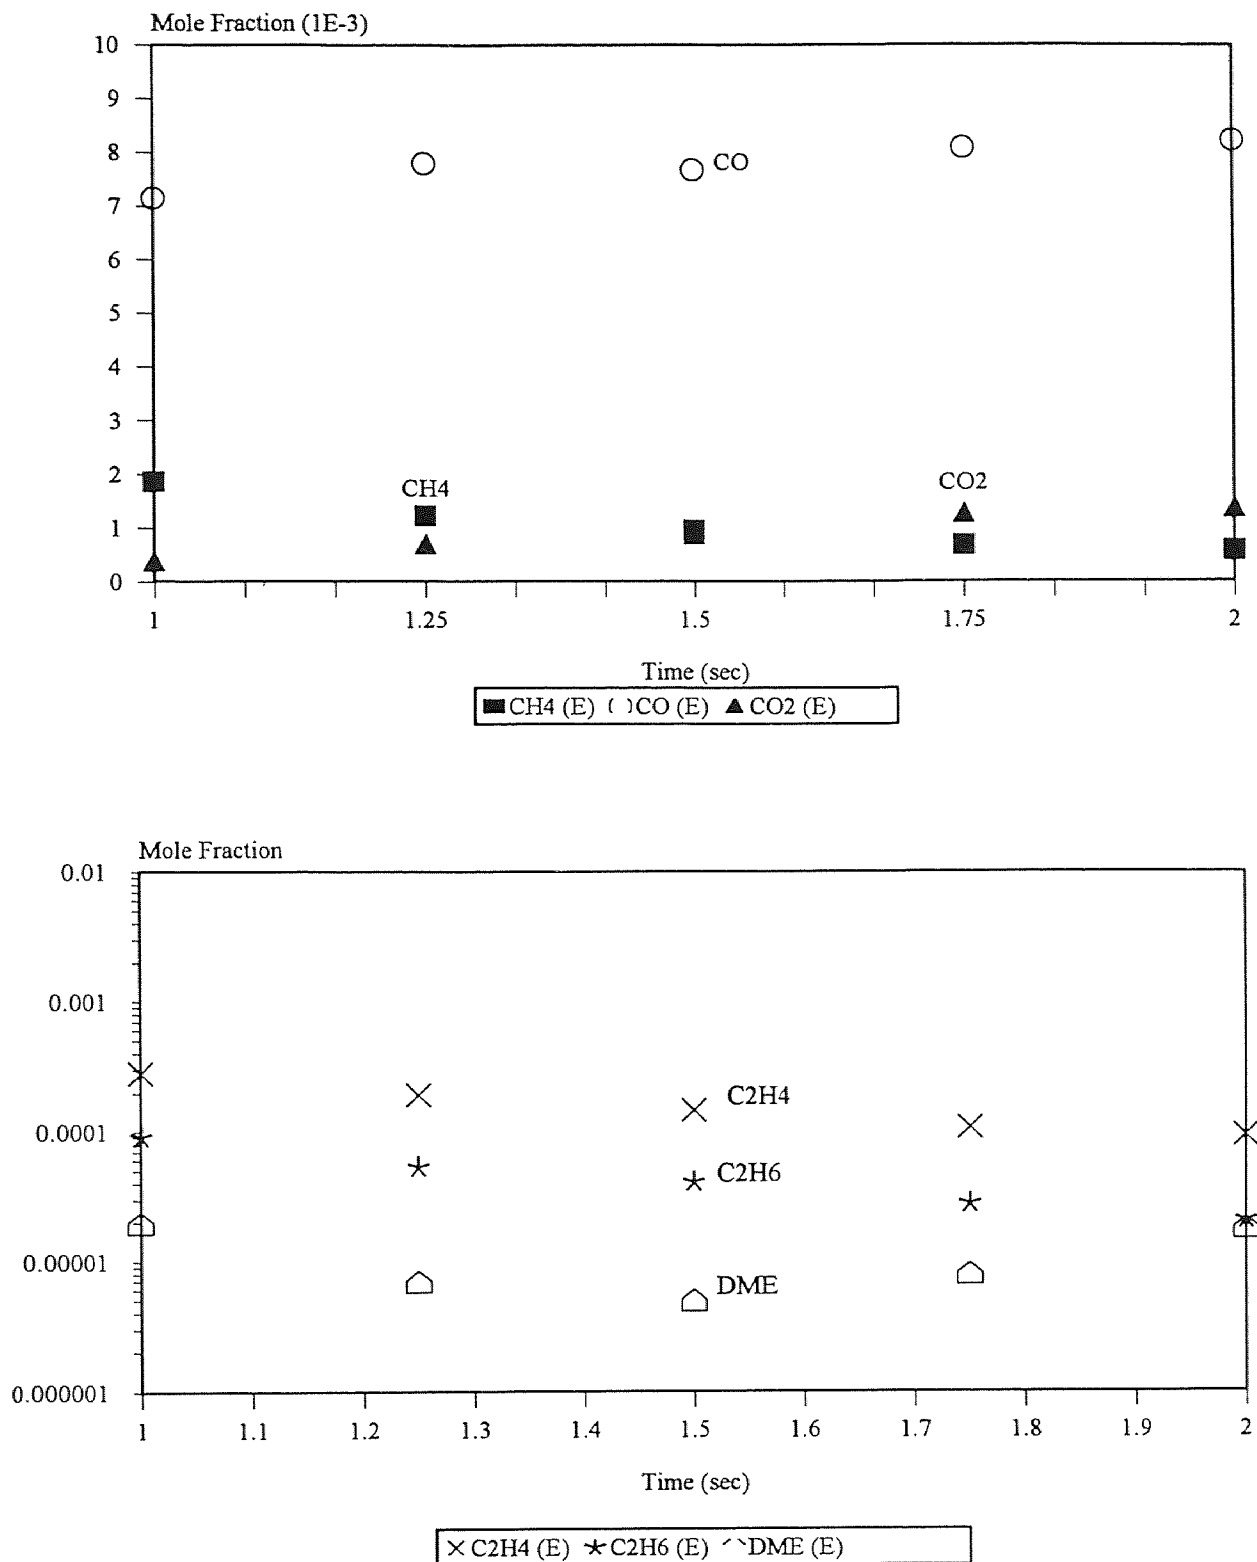 Mole Fraction (1E-3)
10
9
8
7
6
5
4
3
2
1
0
CO
CH4
CO2
1 1.25 1.5 1.75 2
Time (sec)
CH4 (E) CO (E) CO2 (E)
Mole Fraction
0.01
0.001
0.0001
0.00001
0.000001
C2H4
C2H6
DME
1 1.1 1.2 1.3 1.4 1.5 1.6 1.7 1.8 1.9 2
Time (sec)
C2H4 (E) C2H6 (E) DME (E)